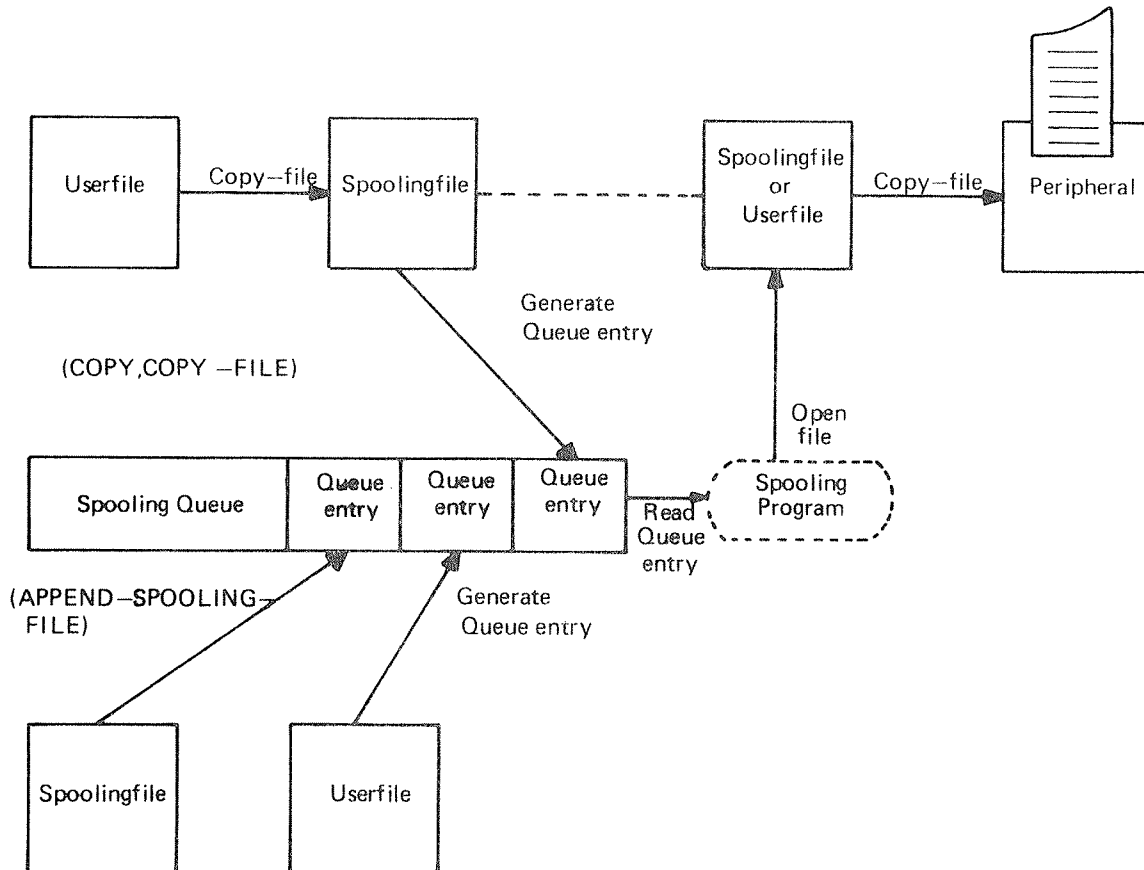 Userfile
Copy—file
Spoolingfile
Spoolingfile
or
Userfile
Copy—file
Peripheral
Generate
Queue entry
(COPY,COPY —FILE)
Open
file
Spooling Queue
Queue
entry
Queue
entry
Queue
entry
Read
Queue
entry
Spooling
Program
(APPEND—SPOOLING—
FILE)
Generate
Queue entry
Spoolingfile
Userfile